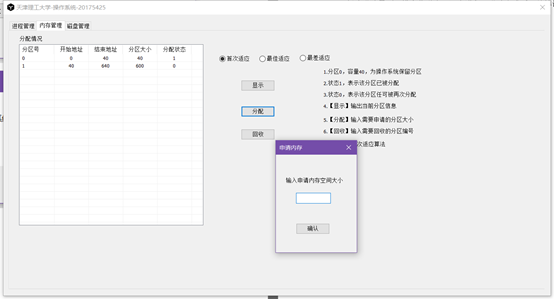 天津理工大学-操作系统-20175425
进程管理 内存管理 磁盘管理
分配情况
分区号 开始地址 结束地址 分区大小 分配状态
0 0 40 40 1
1 40 640 600 0
首次适应 最佳适应 最差适应
显示
分配
回收
1.分区0，容量40，为操作系统保留分区
2.状态1，表示该分区已被分配
3.状态0，表示该分区任可被再次分配
4.【显示】输出当前分区信息
5.【分配】输入需要申请的分区大小
6.【回收】输入需要回收的分区编号
次适应算法
申请内存
输入申请内存空间大小
确认